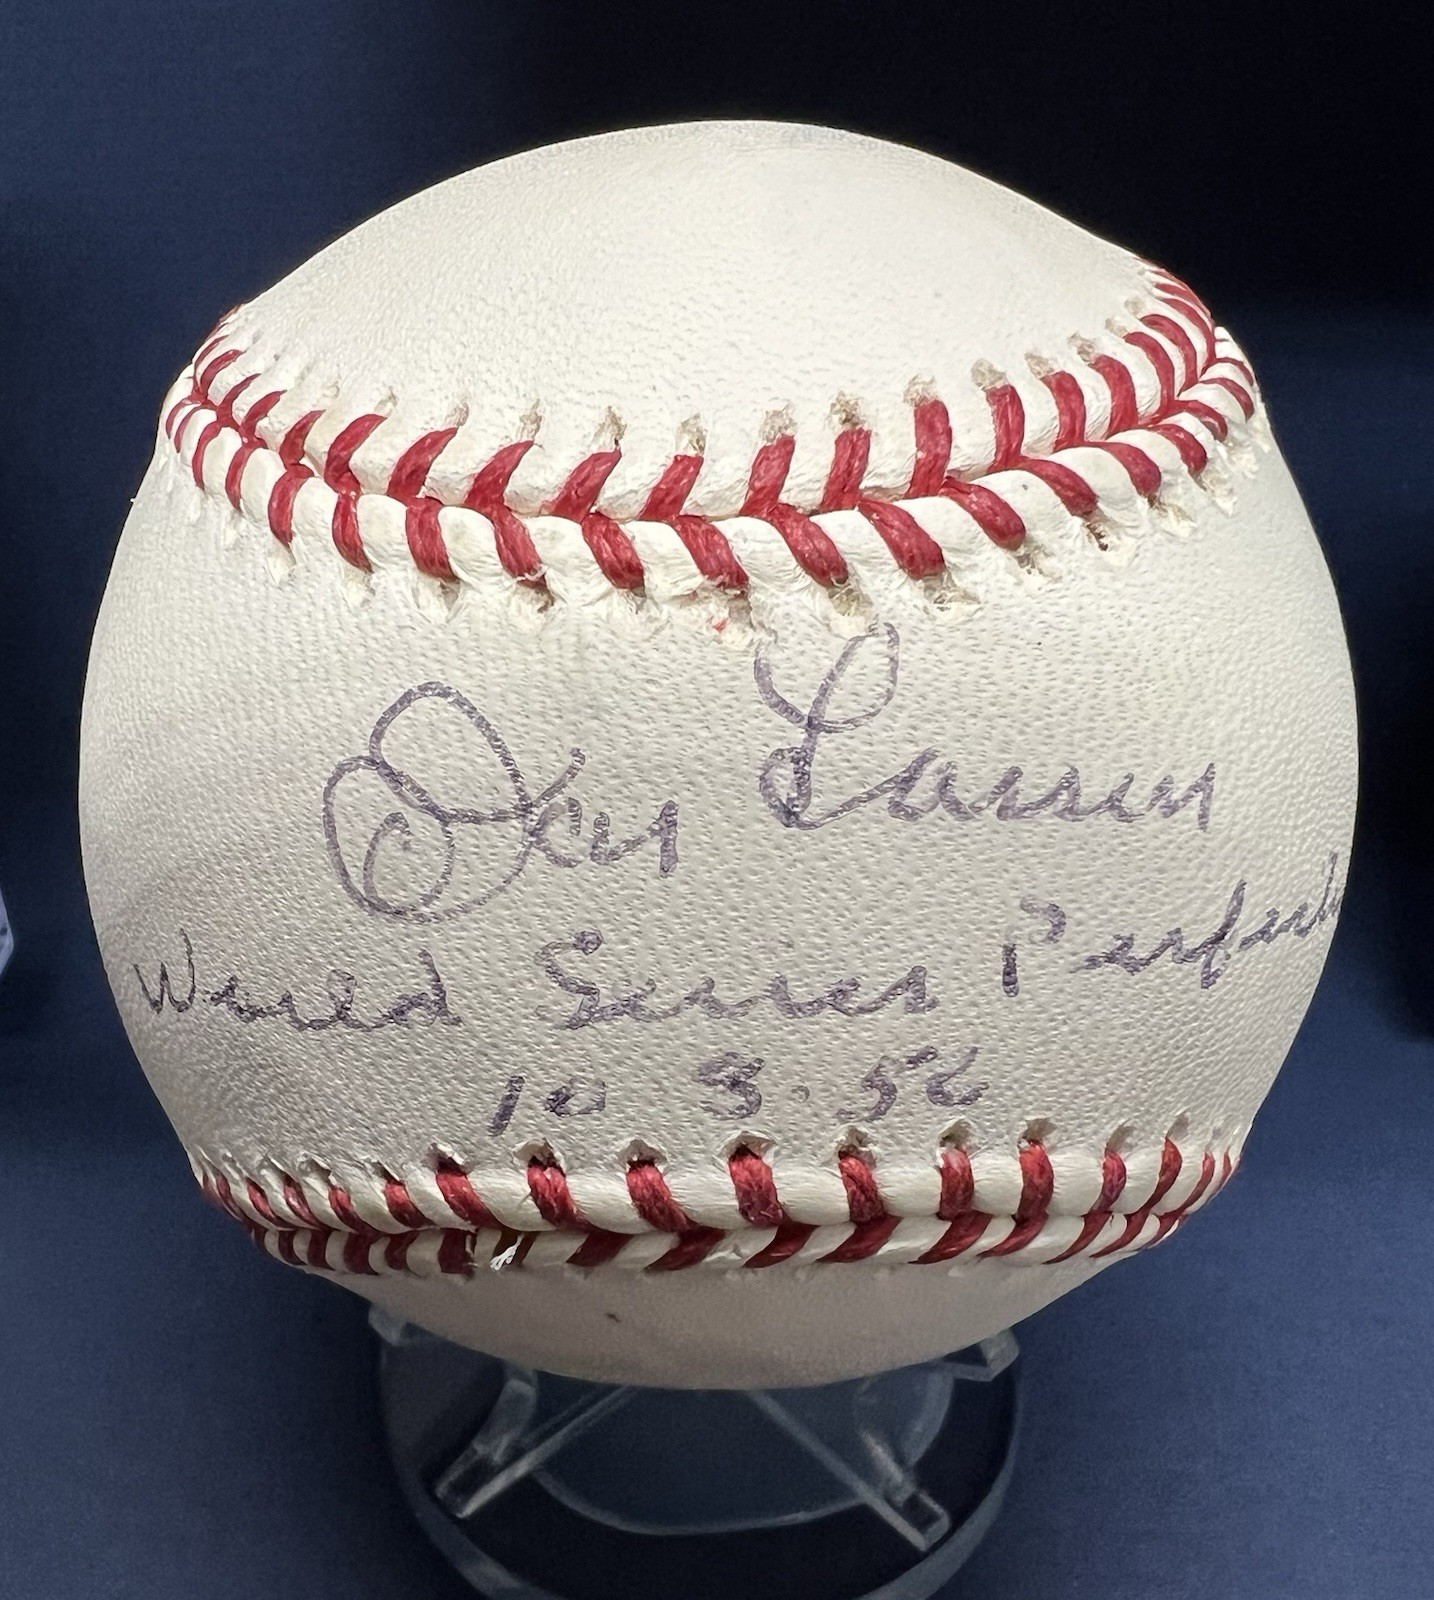 Don Larsen
World Series Perfect
10 8·56